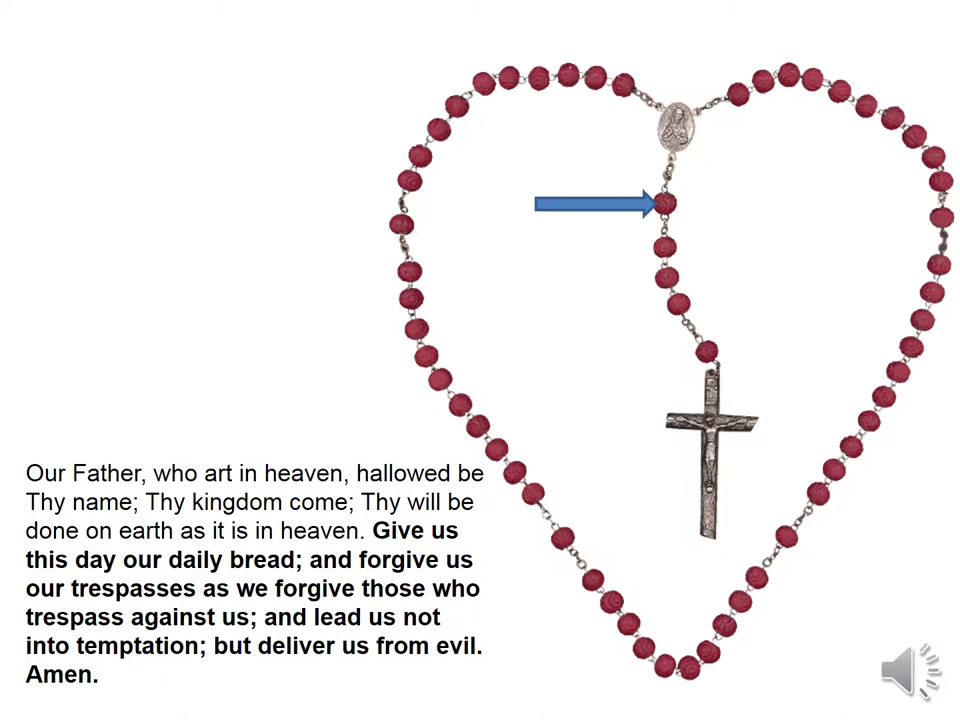 Our Father, who art in heaven, hallowed be
Thy name; Thy kingdom come; Thy will be
done on earth as it is in heaven. Give us
this day our daily bread; and forgive us
our trespasses as we forgive those who
trespass against us; and lead us not
into temptation; but deliver us from evil.
Amen.